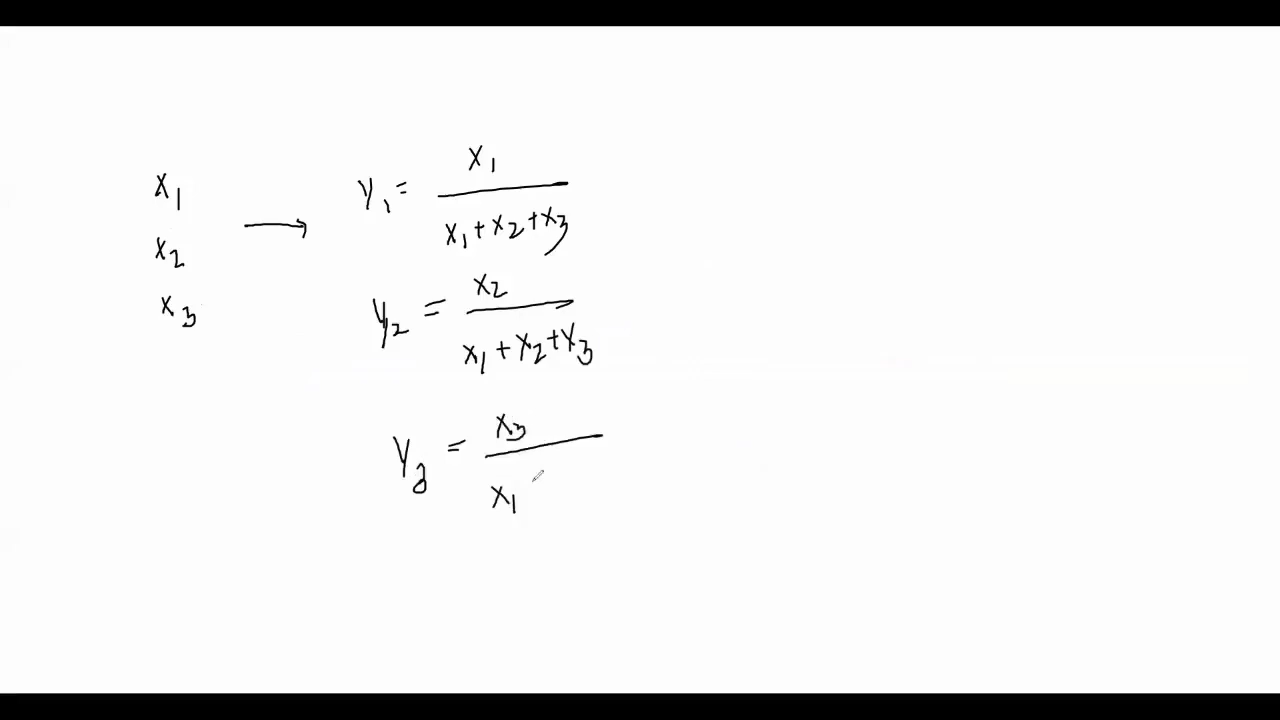 x1 → y1 = x1 / (x1 + x2 + x3)
x2
x3
y2 = x2 / (x1 + x2 + x3)
y3 = x3 / x1